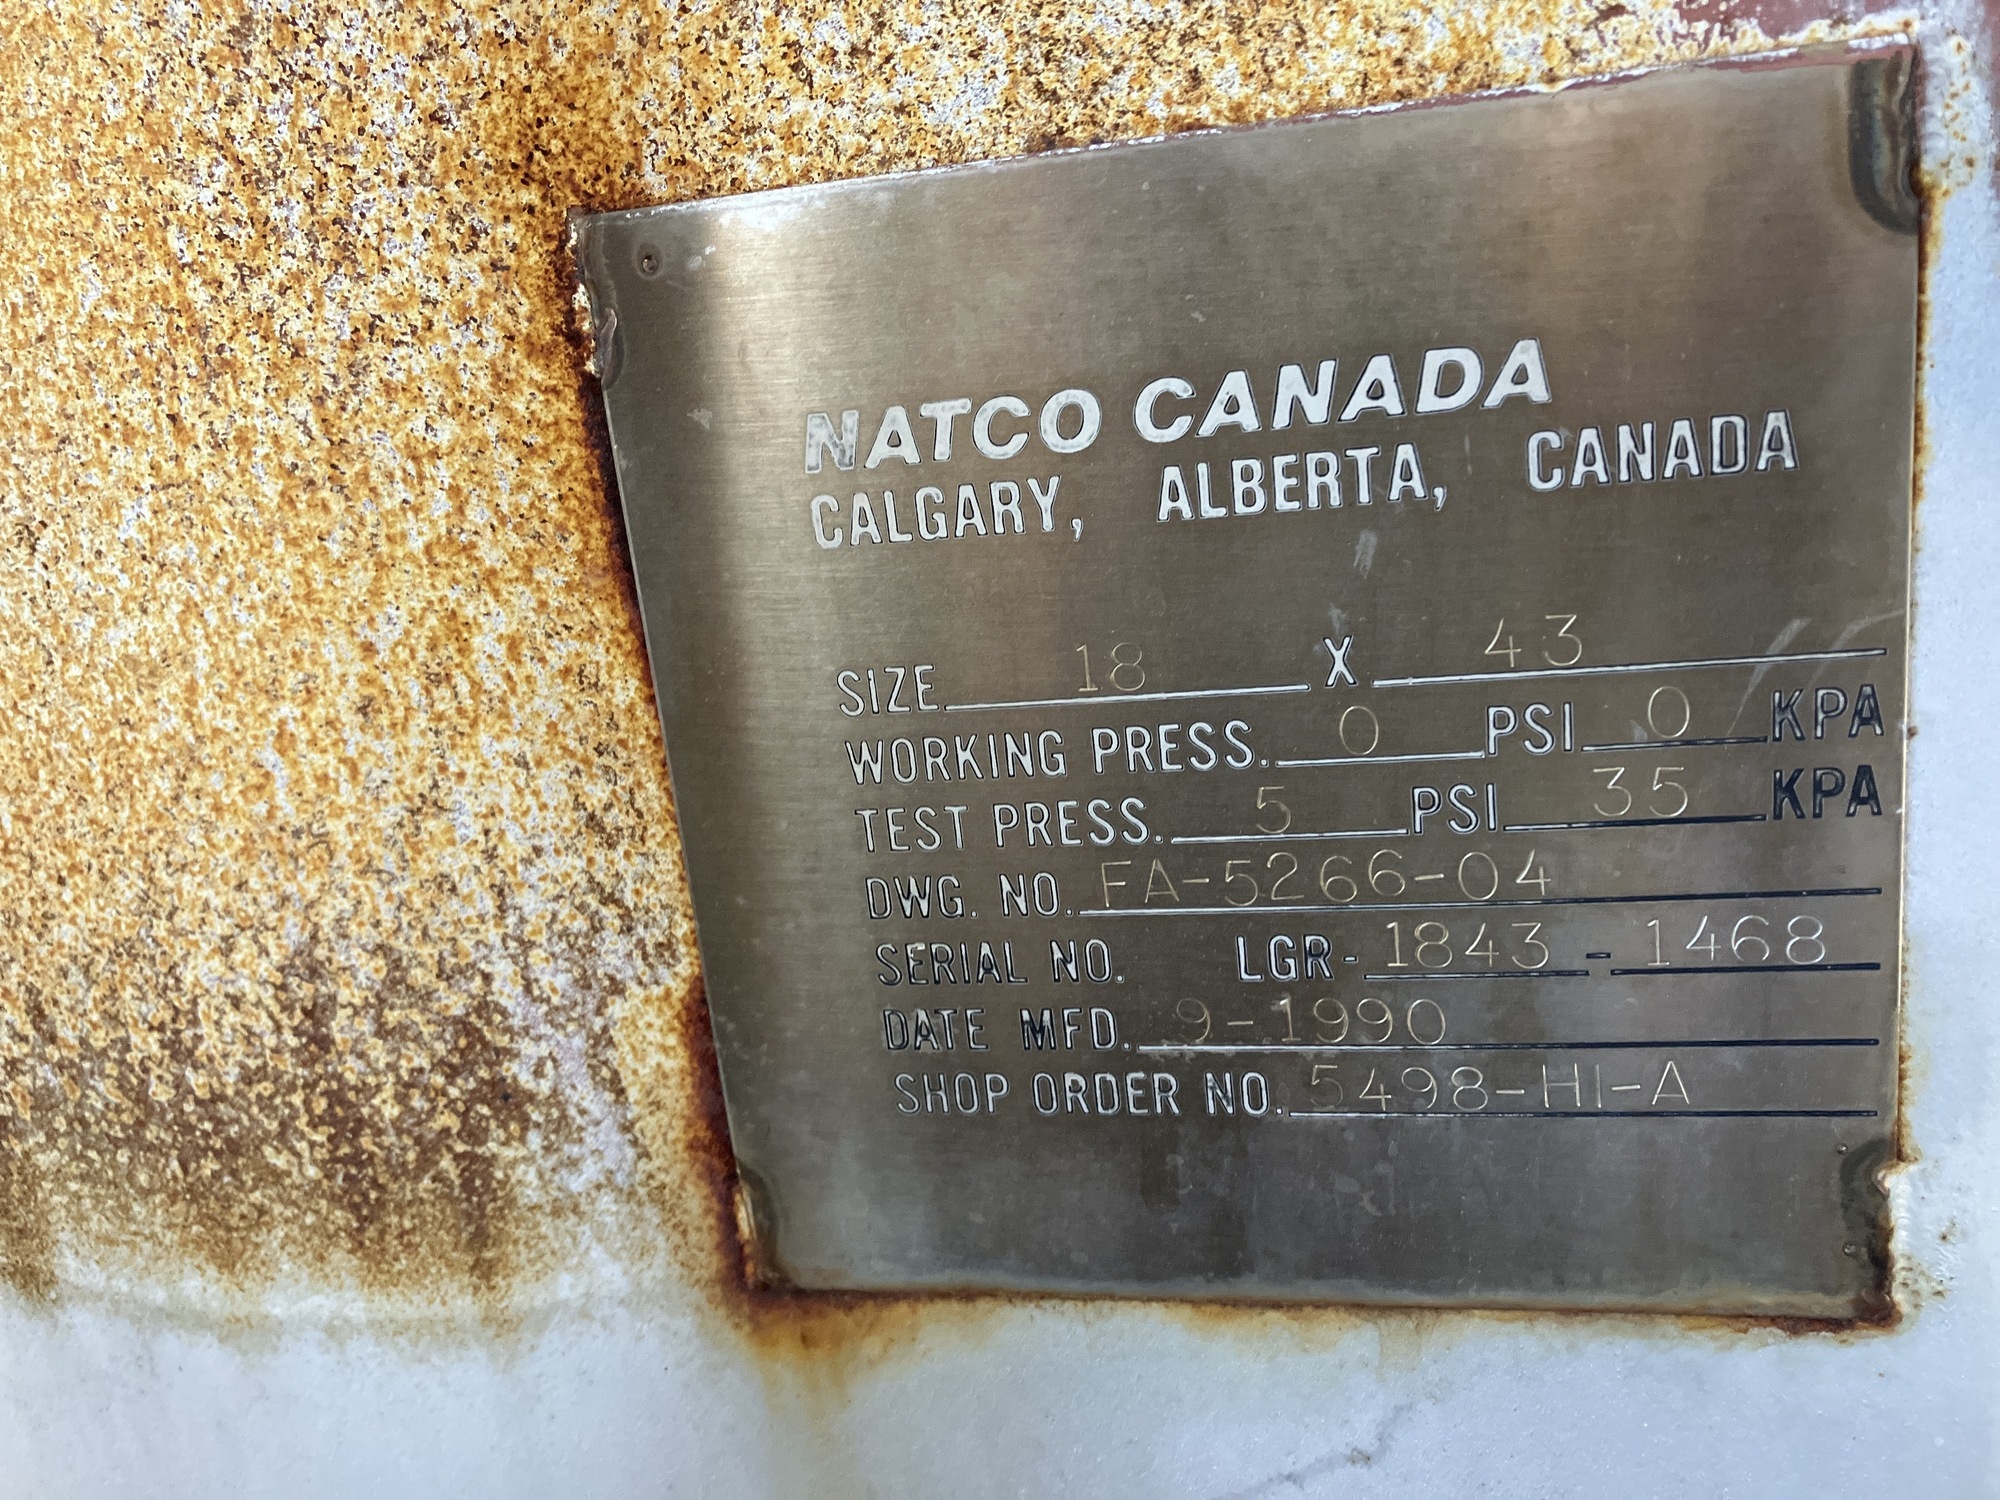 NATCO CANADA
CALGARY, ALBERTA, CANADA
SIZE 18 X 43
WORKING PRESS. 0 PSI 0 KPA
TEST PRESS. 5 PSI 35 KPA
DWG. NO. FA-5266-04
SERIAL NO. LGR- 1843 - 1468
DATE MFD. 9-1990
SHOP ORDER NO. 5498-HI-A